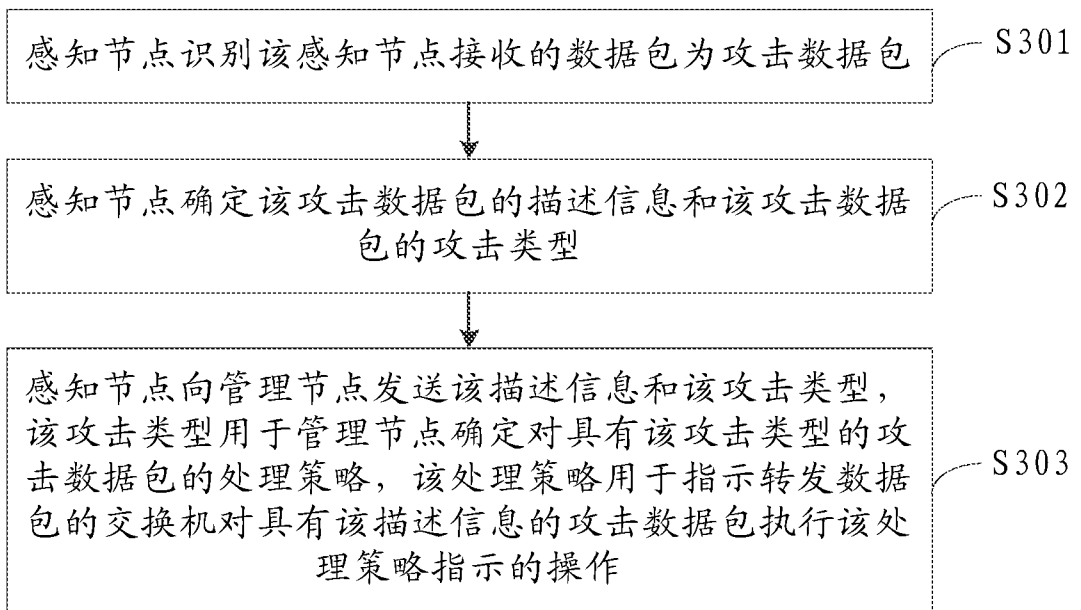 感知节点识别该感知节点接收的数据包为攻击数据包
S301
感知节点确定该攻击数据包的描述信息和该攻击数据
包的攻击类型
S302
感知节点向管理节点发送该描述信息和该攻击类型,
该攻击类型用于管理节点确定对具有该攻击类型的攻
击数据包的处理策略,该处理策略用于指示转发数据
包的交换机对具有该描述信息的攻击数据包执行该处
理策略指示的操作
S303